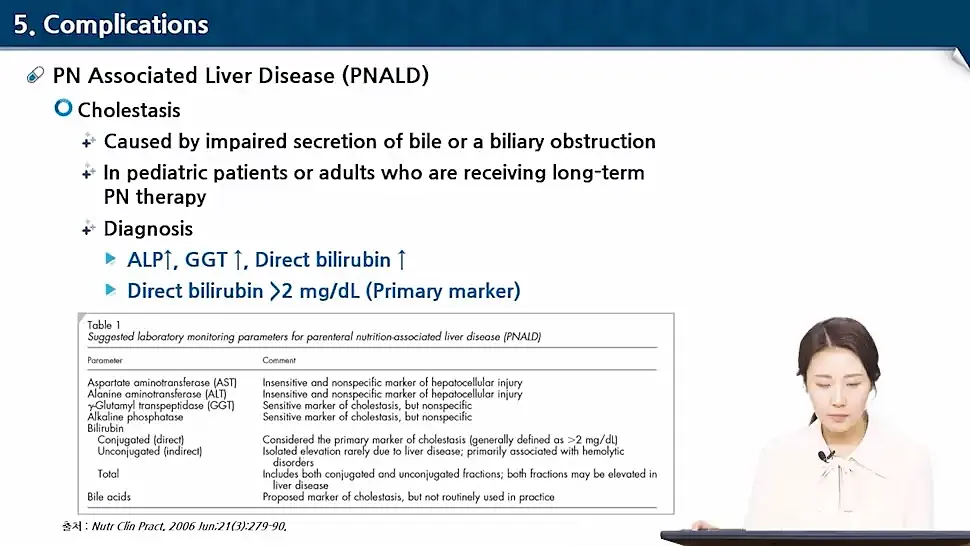 5. Complications
PN Associated Liver Disease (PNALD)
Cholestasis
Caused by impaired secretion of bile or a biliary obstruction
In pediatric patients or adults who are receiving long-term
PN therapy
Diagnosis
ALP↑, GGT ↑, Direct bilirubin ↑
Direct bilirubin >2 mg/dL (Primary marker)
Table 1
Suggested laboratory monitoring parameters for parenteral nutrition-associated liver disease (PNALD)
Parameter Comment
Aspartate aminotransferase (AST) Insensitive and nonspecific marker of hepatocellular injury
Alanine aminotransferase (ALT) Insensitive and nonspecific marker of hepatocellular injury
γ-Glutamyl transpeptidase (GGT) Sensitive marker of cholestasis, but nonspecific
Alkaline phosphatase Sensitive marker of cholestasis, but nonspecific
Bilirubin
Conjugated (direct) Considered the primary marker of cholestasis (generally defined as >2 mg/dL)
Unconjugated (indirect) Isolated elevation rarely due to liver disease; primarily associated with hemolytic
disorders
Total Includes both conjugated and unconjugated fractions; both fractions may be elevated in
liver disease
Bile acids Proposed marker of cholestasis, but not routinely used in practice
출처 : Nutr Clin Pract. 2006 Jun;21(3):279-90.